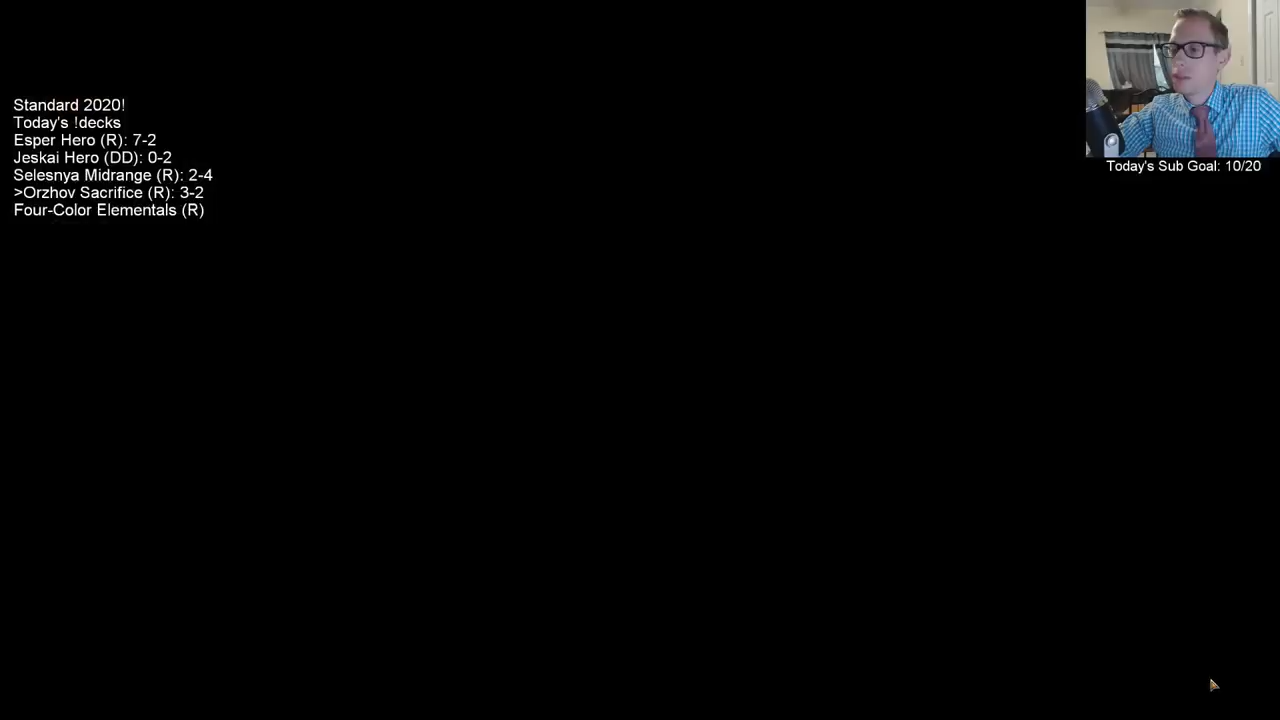 Standard 2020!
Today's !decks
Esper Hero (R): 7-2
Jeskai Hero (DD): 0-2
Selesnya Midrange (R): 2-4
>Orzhov Sacrifice (R): 3-2
Four-Color Elementals (R)
Today's Sub Goal: 10/20